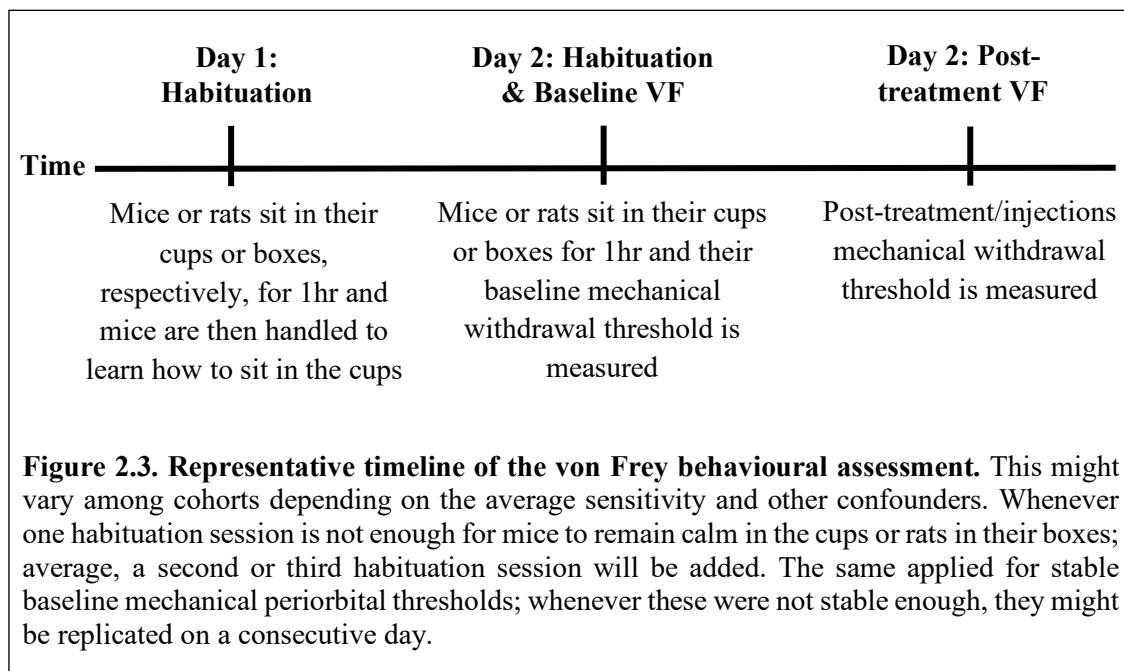 Day 1:
Habituation
Day 2: Habituation
& Baseline VF
Day 2: Post-
treatment VF
Time
Mice or rats sit in their
cups or boxes,
respectively, for 1hr and
mice are then handled to
learn how to sit in the cups
Mice or rats sit in their cups
or boxes for 1hr and their
baseline mechanical
withdrawal threshold is
measured
Post-treatment/injections
mechanical withdrawal
threshold is measured
Figure 2.3. Representative timeline of the von Frey behavioural assessment. This might
vary among cohorts depending on the average sensitivity and other confounders. Whenever
one habituation session is not enough for mice to remain calm in the cups or rats in their boxes;
average, a second or third habituation session will be added. The same applied for stable
baseline mechanical periorbital thresholds; whenever these were not stable enough, they might
be replicated on a consecutive day.